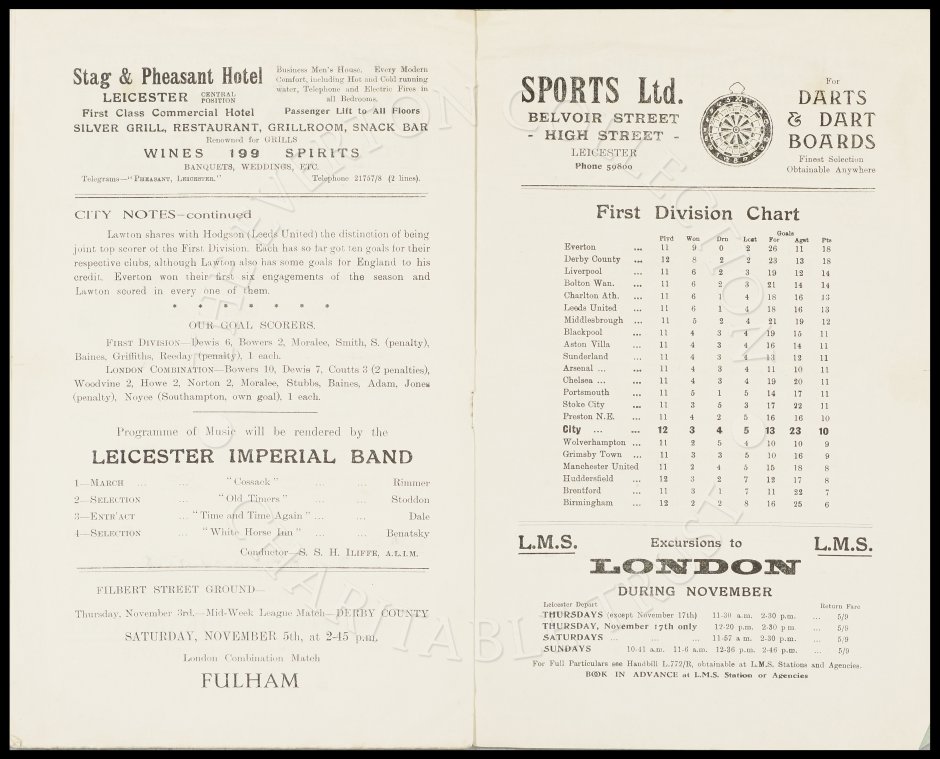 Stag & Pheasant Hotel
LEICESTER CENTRAL POSITION
First Class Commercial Hotel
Business Men's House. Every Modern
Comfort, including Hot and Cold running
water, Telephone and Electric Fires in
all Bedrooms.
Passenger Lift to All Floors
SILVER GRILL, RESTAURANT, GRILLROOM, SNACK BAR
Renowned for GRILLS
WINES 199 SPIRITS
BANQUETS, WEDDINGS, ETC.
Telegrams—"PHEASANT, LEICESTER." Telephone 21757/8 (2 lines).
CITY NOTES—continued
Lawton shares with Hodgson (Leeds United) the distinction of being
joint top scorer of the First Division. Each has so far got ten goals for their
respective clubs, although Lawton also has some goals for England to his
credit. Everton won their first six engagements of the season and
Lawton scored in every one of them.
* * * * * * *
OUR GOAL SCORERS.
FIRST DIVISION—Dewis 6, Bowers 2, Moralee, Smith, S. (penalty),
Baines, Griffiths, Reeday (penalty), 1 each.
LONDON COMBINATION—Bowers 10, Dewis 7, Coutts 3 (2 penalties),
Woodvine 2, Howe 2, Norton 2, Moralee, Stubbs, Baines, Adam, Jones
(penalty), Noyce (Southampton, own goal), 1 each.
Programme of Music will be rendered by the
LEICESTER IMPERIAL BAND
1—MARCH ... ... "Cossack" ... ... Rimmer
2—SELECTION ... "Old Timers" ... ... Stoddon
3—ENTR'ACT ... "Time and Time Again" ... ... Dale
4—SELECTION ... "White Horse Inn" ... ... Benatsky
Conductor—S. S. H. ILIFFE, A.L.I.M.
FILBERT STREET GROUND—
Thursday, November 3rd,—Mid-Week League Match—DERBY COUNTY
SATURDAY, NOVEMBER 5th, at 2-45 p.m.
London Combination Match
FULHAM
SPORTS Ltd.
BELVOIR STREET
- HIGH STREET -
LEICESTER
Phone 59860
For
DARTS
& DART
BOARDS
Finest Selection
Obtainable Anywhere
First Division Chart
Goals
Plyd Won Drn Lost For Agst Pts
Everton ... 11 9 0 2 26 11 18
Derby County ... 12 8 2 2 23 13 18
Liverpool ... 11 6 2 3 19 12 14
Bolton Wan. ... 11 6 2 3 21 14 14
Charlton Ath. ... 11 6 1 4 18 16 13
Leeds United ... 11 6 1 4 18 16 13
Middlesbrough ... 11 5 2 4 21 19 12
Blackpool ... 11 4 3 4 19 15 11
Aston Villa ... 11 4 3 4 16 14 11
Sunderland ... 11 4 3 4 13 12 11
Arsenal ... ... 11 4 3 4 11 10 11
Chelsea ... ... 11 4 3 4 19 20 11
Portsmouth ... 11 5 1 5 14 17 11
Stoke City ... 11 3 5 3 17 22 11
Preston N.E. ... 11 4 2 5 16 16 10
City ... ... 12 3 4 5 13 23 10
Wolverhampton ... 11 2 5 4 10 10 9
Grimsby Town ... 11 3 3 5 10 16 9
Manchester United 11 2 4 5 15 18 8
Huddersfield ... 12 3 2 7 12 17 8
Brentford ... 11 3 1 7 11 22 7
Birmingham ... 12 2 2 8 16 25 6
L.M.S. Excursions to L.M.S.
LONDON
DURING NOVEMBER
Leicester Depart Return Fare
THURSDAYS (except November 17th) 11-30 a.m. 2-30 p.m. ... 5/9
THURSDAY, November 17th only 12-20 p.m. 2-30 p.m. ... 5/9
SATURDAYS ... ... ... 11-57 a.m. 2-30 p.m. ... 5/9
SUNDAYS 10-41 a.m. 11-6 a.m. 12-36 p.m. 2-46 p.m. ... 5/9
For Full Particulars see Handbill L.772/R, obtainable at L.M.S. Stations and Agencies.
BOOK IN ADVANCE at L.M.S. Station or Agencies